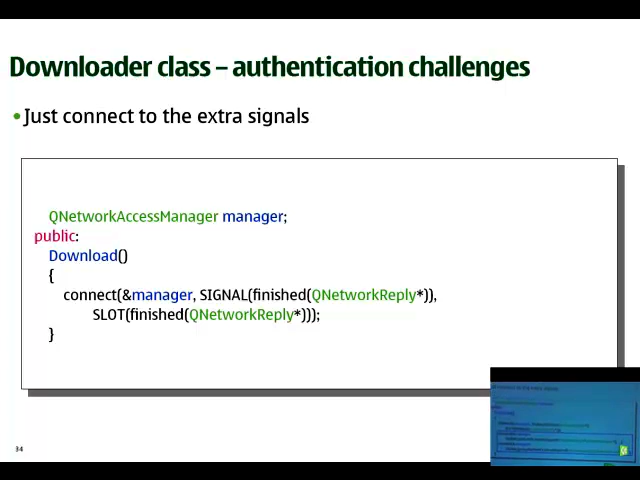 Downloader class – authentication challenges
•Just connect to the extra signals
QNetworkAccessManager manager;
public:
Download()
{
connect(&manager, SIGNAL(finished(QNetworkReply*)),
SLOT(finished(QNetworkReply*)));
}
34